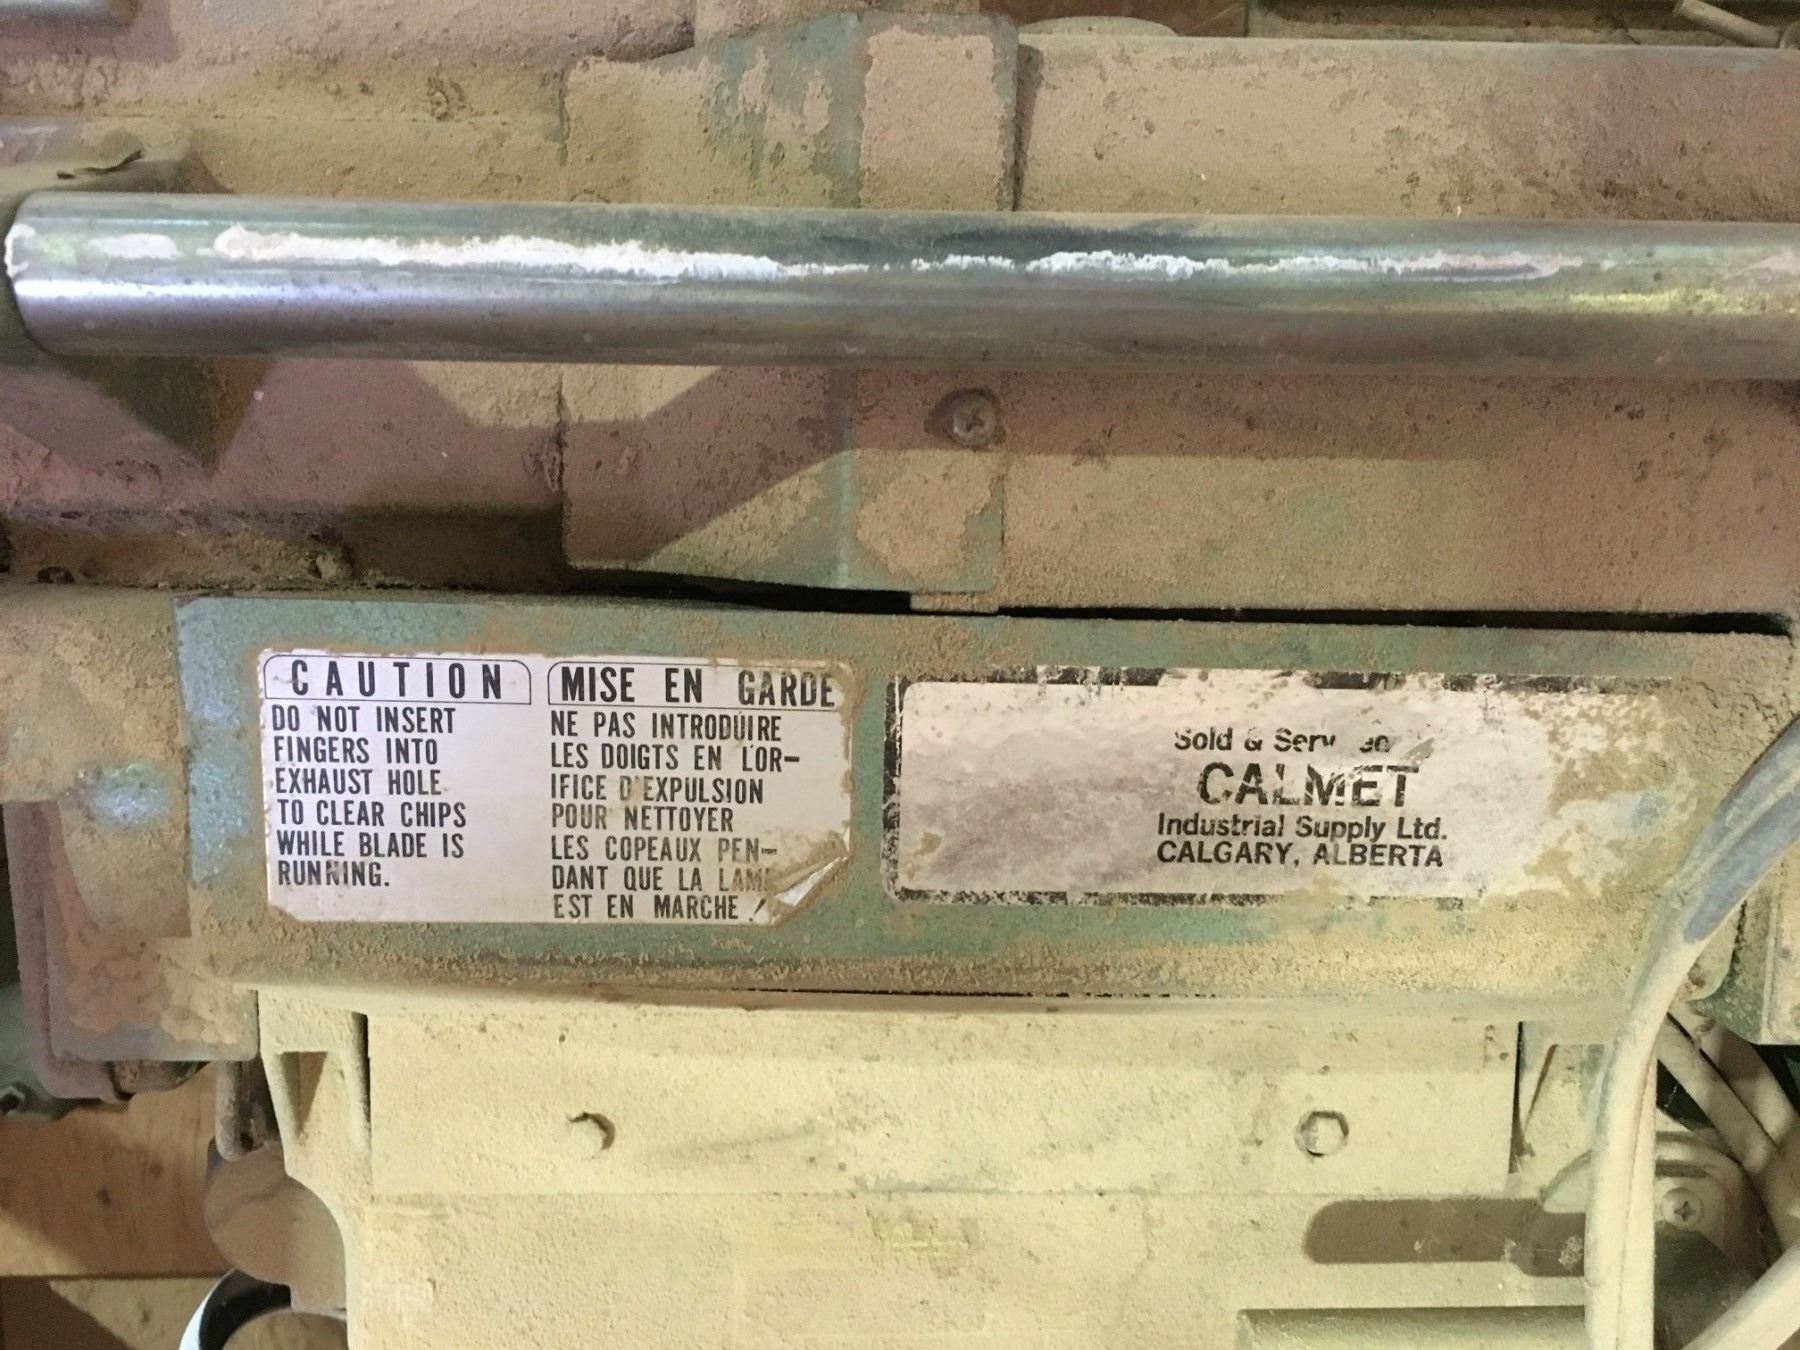 CAUTION
DO NOT INSERT
FINGERS INTO
EXHAUST HOLE
TO CLEAR CHIPS
WHILE BLADE IS
RUNNING.
MISE EN GARDE
NE PAS INTRODUIRE
LES DOIGTS EN L'OR-
IFICE D'EXPULSION
POUR NETTOYER
LES COPEAUX PEN-
DANT QUE LA LAME
EST EN MARCHE!
Sold &
CALMET
Industrial Supply Ltd.
CALGARY, ALBERTA